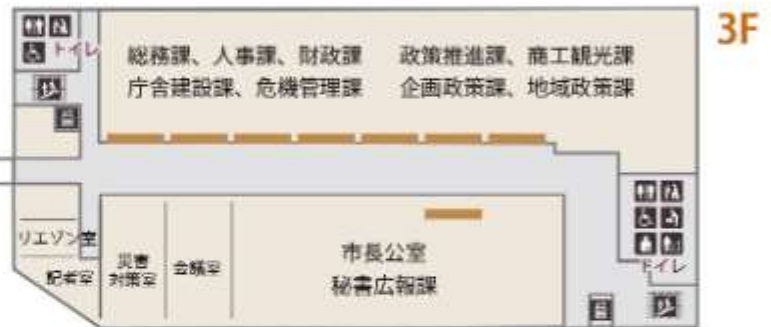 3F
トイレ
総務課、人事課、財政課
政策推進課、商工観光課
庁舎建設課、危機管理課
企画政策課、地域政策課
リエゾン室
記者室
災害
対策室
会議室
市長公室
秘書広報課
トイレ